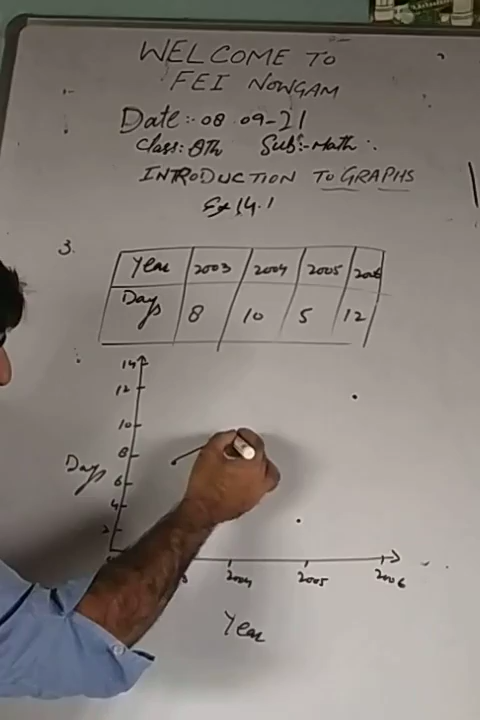 WELCOME TO
FEI NOWGAM
Date:- 08-09-21
Class: 8Th Sub:- Math
INTRODUCTION TO GRAPHS
Ex 14.1
3.
Year 2003 2004 2005 2006
Days 8 10 5 12
14
12
10
8
Days
6
4
2
2004 2005 2006
Year